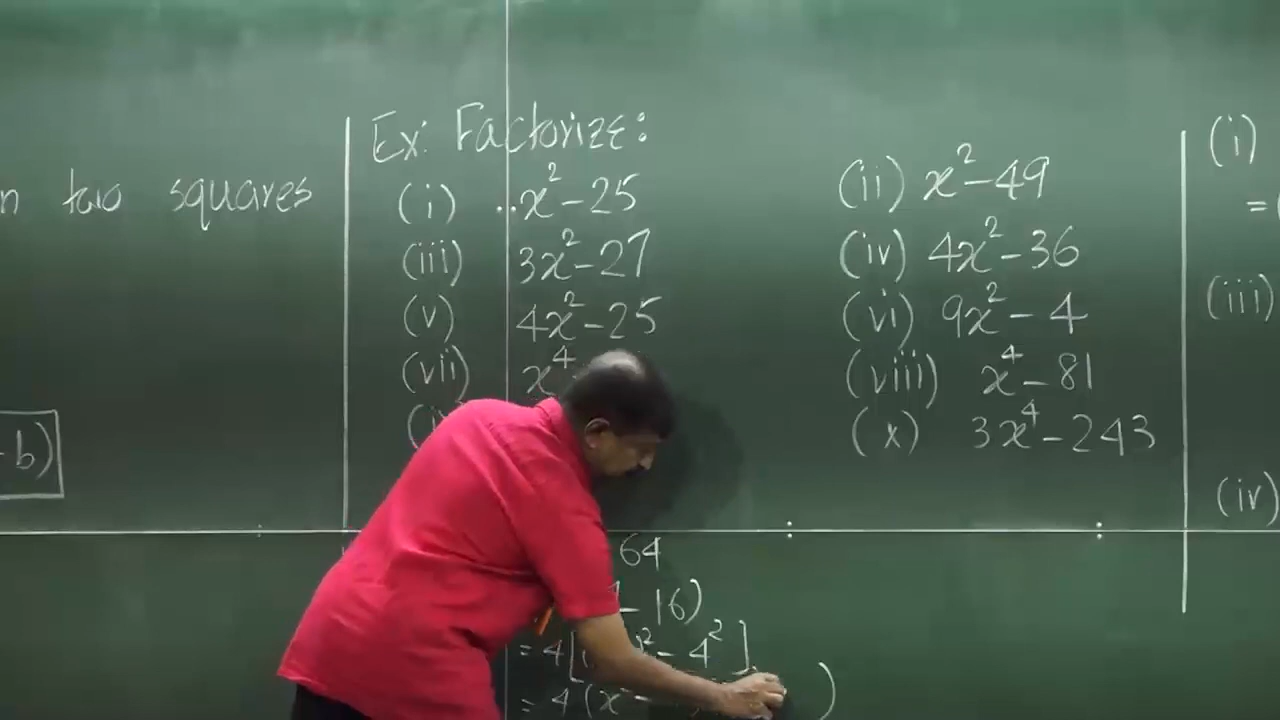 n two squares
-b)
Ex: Factorize:
(i) x² - 25 (ii) x² - 49
(iii) 3x² - 27 (iv) 4x² - 36
(v) 4x² - 25 (vi) 9x² - 4
(vii) x⁴ (viii) x⁴ - 81
(x) 3x⁴ - 243
64
- 16)
= 4[ ² - 4²]
= 4(x² - )
(i)
=
(iii)
(iv)